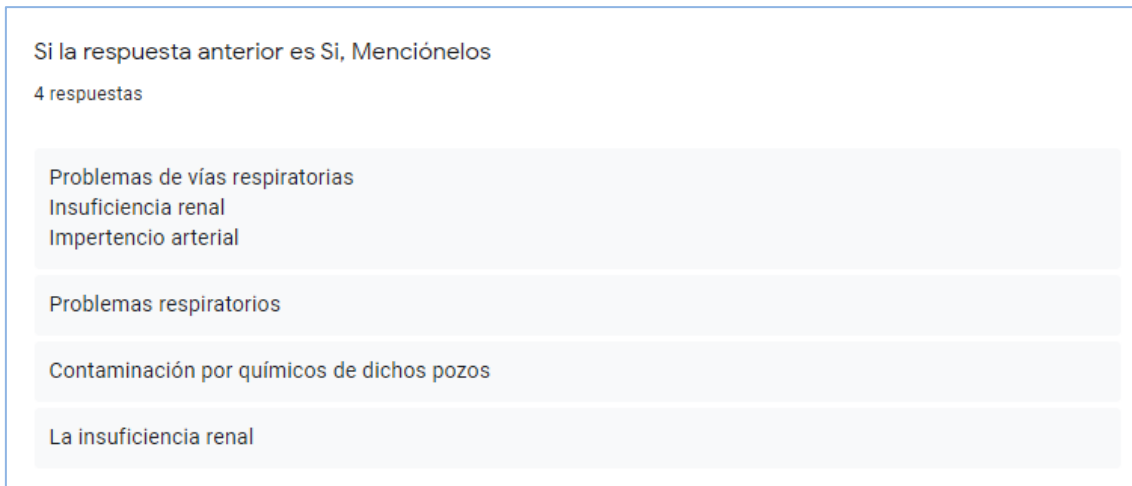 Si la respuesta anterior es Si, Menciónelos
4 respuestas
Problemas de vías respiratorias
Insuficiencia renal
Impertencio arterial
Problemas respiratorios
Contaminación por químicos de dichos pozos
La insuficiencia renal